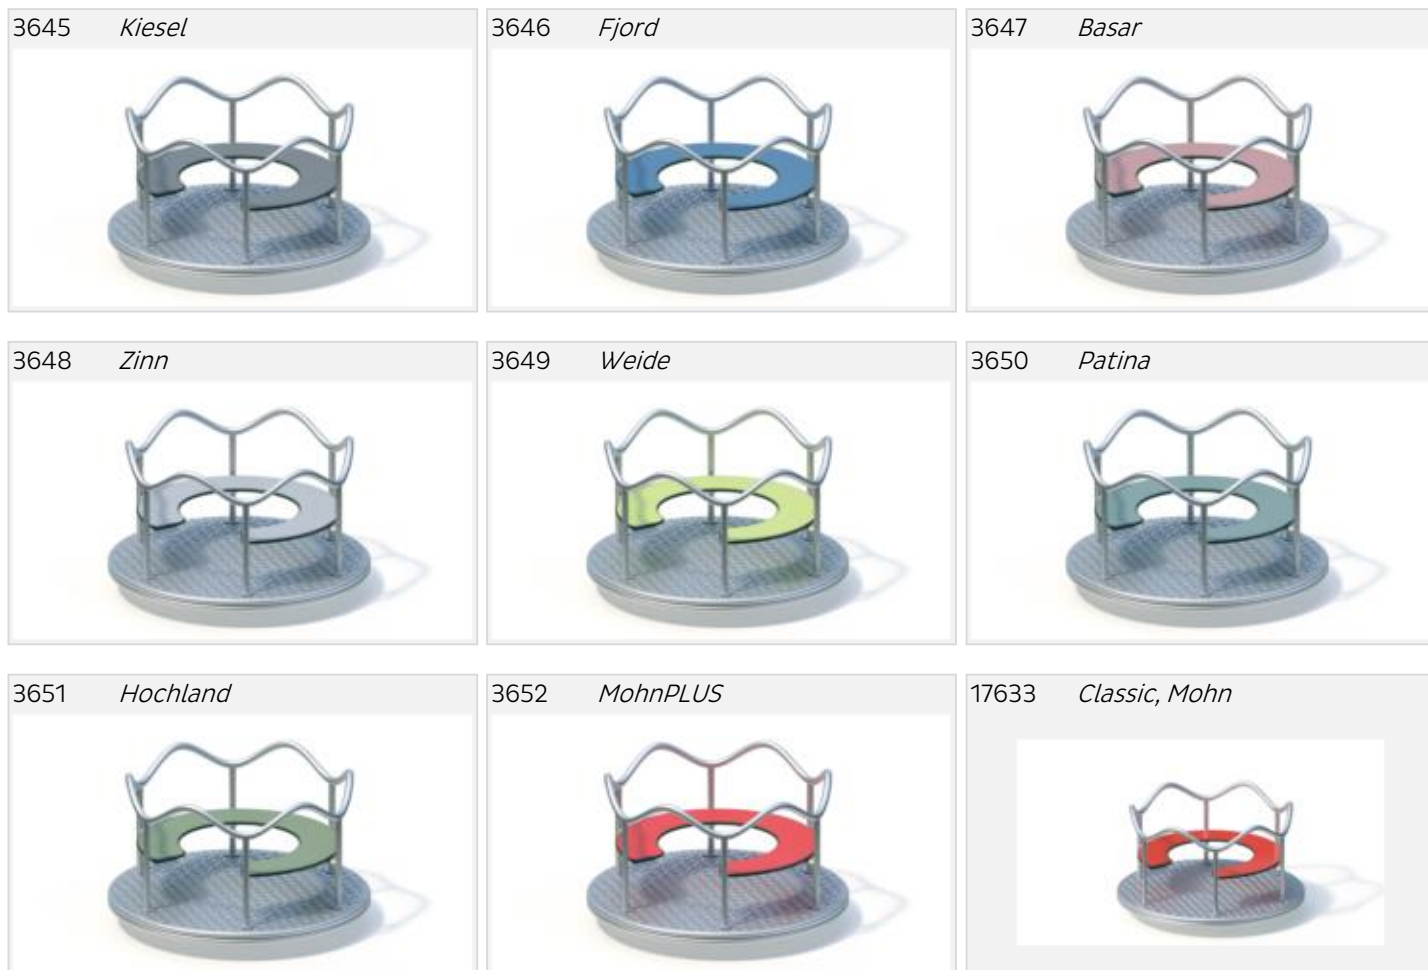 3645 Kiesel
3646 Fjord
3647 Basar
3648 Zinn
3649 Weide
3650 Patina
3651 Hochland
3652 MohnPLUS
17633 Classic, Mohn